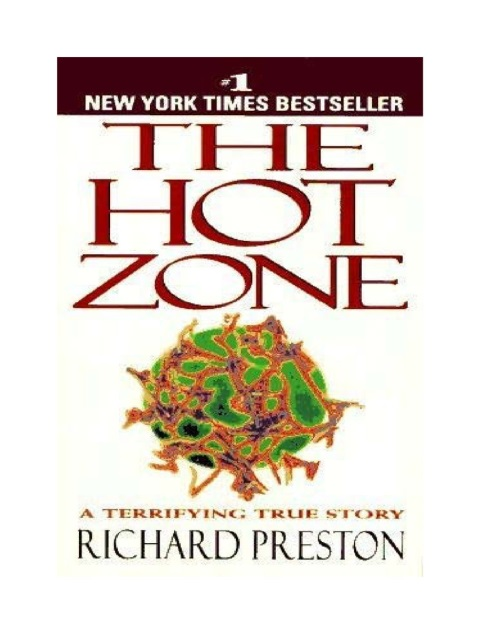 #1
NEW YORK TIMES BESTSELLER
THE
HOT
ZONE
A TERRIFYING TRUE STORY
RICHARD PRESTON